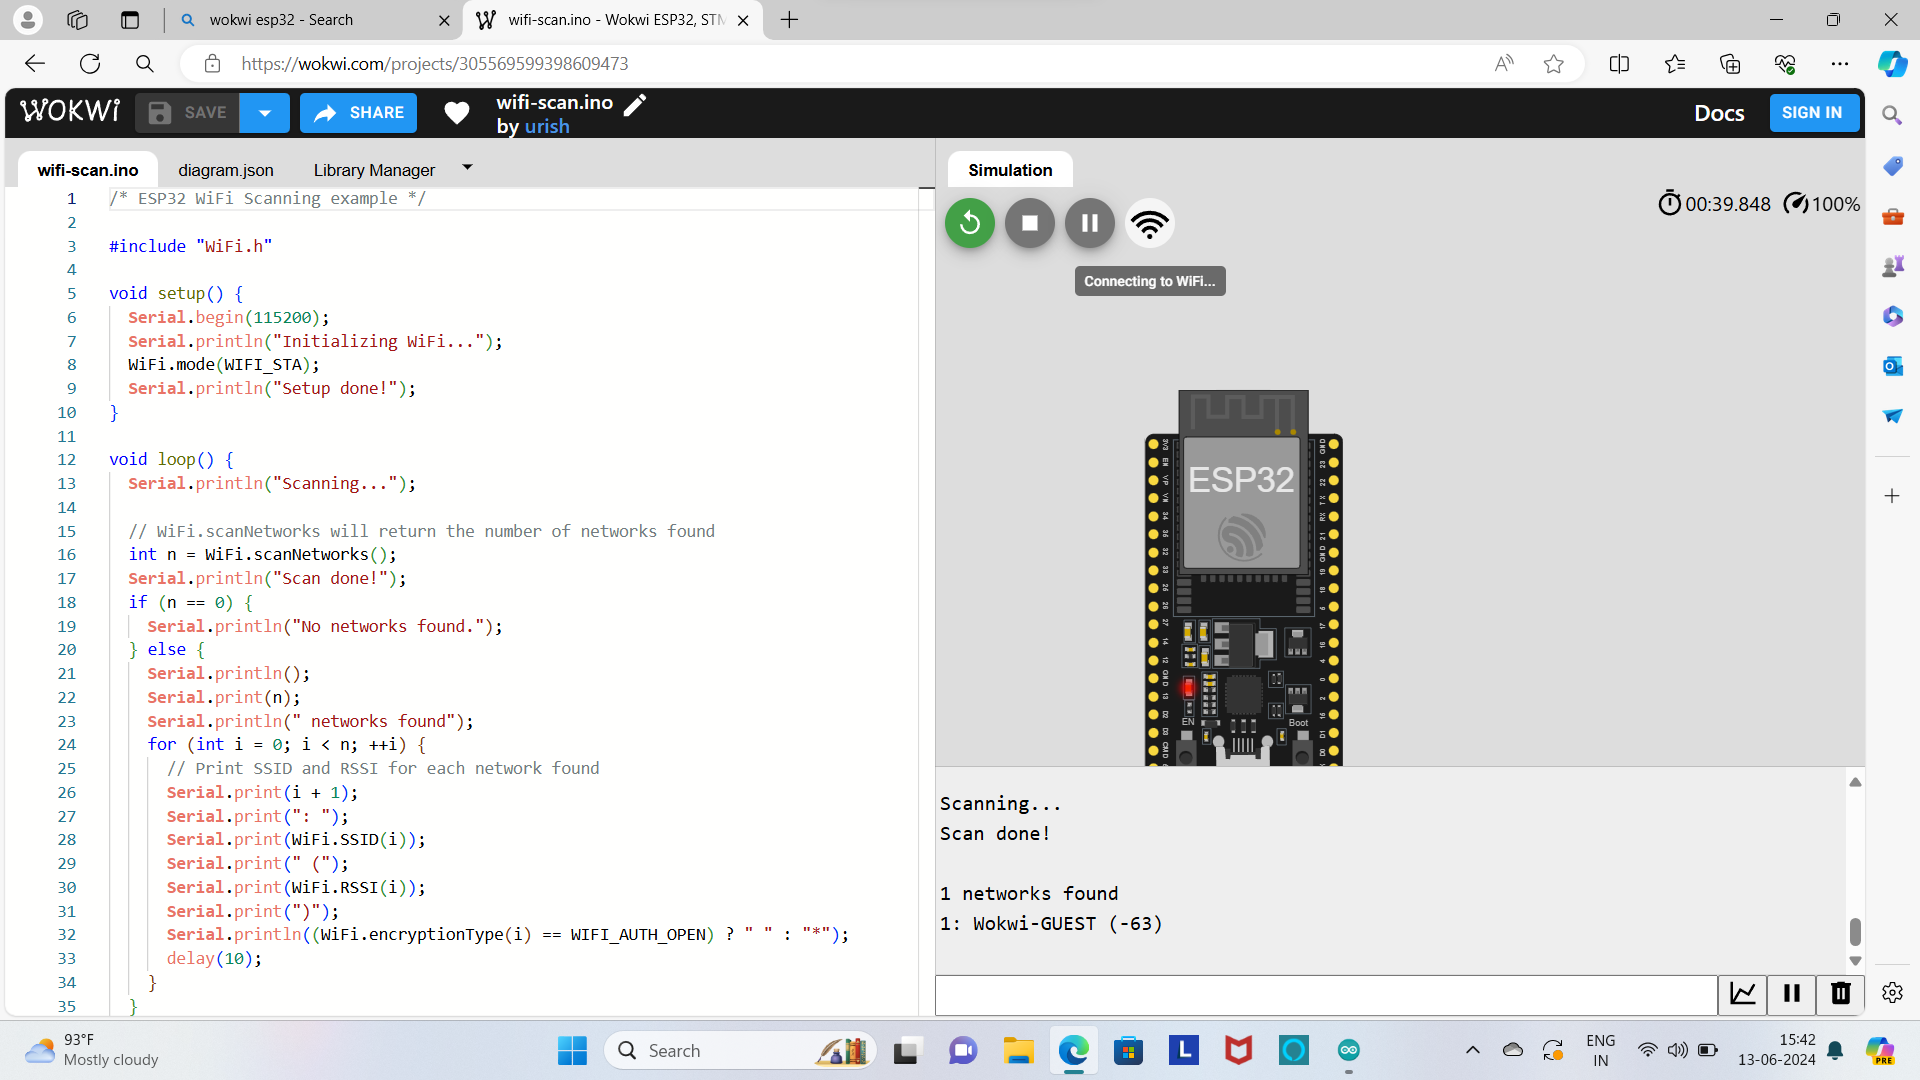 wokwi esp32 - Search
wifi-scan.ino - Wokwi ESP32, STM
https://wokwi.com/projects/305569599398609473
WOKWi
SAVE
SHARE
wifi-scan.ino
by urish
Docs
SIGN IN
wifi-scan.ino
diagram.json
Library Manager
1 /* ESP32 WiFi Scanning example */
2
3 #include "WiFi.h"
4
5 void setup() {
6 Serial.begin(115200);
7 Serial.println("Initializing WiFi...");
8 WiFi.mode(WIFI_STA);
9 Serial.println("Setup done!");
10 }
11
12 void loop() {
13 Serial.println("Scanning...");
14
15 // WiFi.scanNetworks will return the number of networks found
16 int n = WiFi.scanNetworks();
17 Serial.println("Scan done!");
18 if (n == 0) {
19 Serial.println("No networks found.");
20 } else {
21 Serial.println();
22 Serial.print(n);
23 Serial.println(" networks found");
24 for (int i = 0; i < n; ++i) {
25 // Print SSID and RSSI for each network found
26 Serial.print(i + 1);
27 Serial.print(": ");
28 Serial.print(WiFi.SSID(i));
29 Serial.print(" (");
30 Serial.print(WiFi.RSSI(i));
31 Serial.print(")");
32 Serial.println((WiFi.encryptionType(i) == WIFI_AUTH_OPEN) ? " " : "*");
33 delay(10);
34 }
35 }
Simulation
00:39.848
100%
Connecting to WiFi...
ESP32
EN
Boot
Scanning...
Scan done!
1 networks found
1: Wokwi-GUEST (-63)
93°F
Mostly cloudy
Search
L
ENG
IN
15:42
13-06-2024
PRE